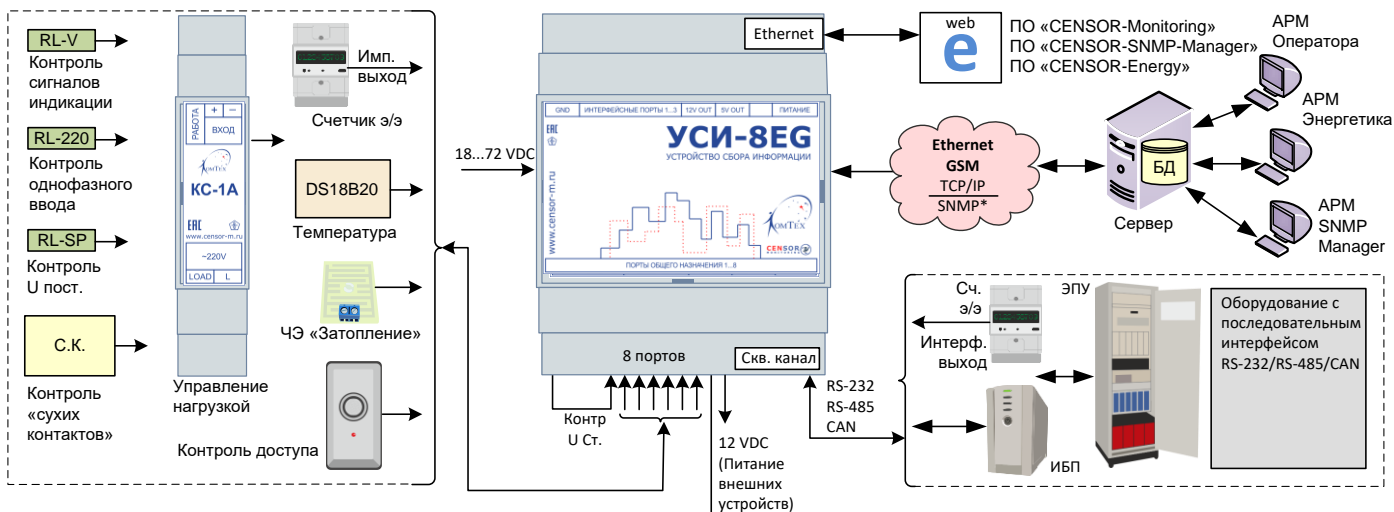 RL-V
Контроль
сигналов
индикации
RL-220
Контроль
однофазного
ввода
RL-SP
Контроль
U пост.
С.К.
Контроль
«сухих
контактов»
РАБОТА
+ −
ВХОД
КОМТЕХ
КС-1А
ЕАС
www.censor-m.ru
~220V
LOAD L
Управление
нагрузкой
Имп.
выход
Счетчик э/э
DS18B20
Температура
ЧЭ «Затопление»
Контроль доступа
18...72 VDC
Ethernet
GND ИНТЕРФЕЙСНЫЕ ПОРТЫ 1...3 12V OUT 5V OUT ПИТАНИЕ
ЕАС
УСИ-8EG
УСТРОЙСТВО СБОРА ИНФОРМАЦИИ
www.censor-m.ru
КОМТЕХ
CENSOR
ПОРТЫ ОБЩЕГО НАЗНАЧЕНИЯ 1...8
8 портов
Скв. канал
Контр
U Ст.
12 VDC
(Питание
внешних
устройств)
RS-232
RS-485
CAN
web
e
ПО «CENSOR-Monitoring»
ПО «CENSOR-SNMP-Manager»
ПО «CENSOR-Energy»
Ethernet
GSM
TCP/IP
SNMP*
БД
Сервер
АРМ
Оператора
АРМ
Энергетика
АРМ
SNMP
Manager
Сч.
э/э
Интерф.
выход
ИБП
ЭПУ
Оборудование с
последовательным
интерфейсом
RS-232/RS-485/CAN